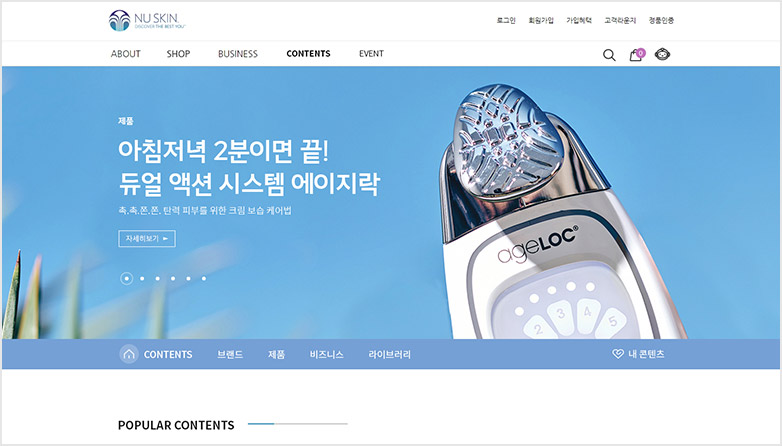 NU SKIN.
DISCOVER THE BEST YOU
로그인 회원가입 가입혜택 고객라운지 정품인증
ABOUT SHOP BUSINESS CONTENTS EVENT
0
제품
아침저녁 2분이면 끝!
듀얼 액션 시스템 에이지락
촉.촉.쫀.쫀. 탄력 피부를 위한 크림 보습 케어법
자세히보기
ageLOC®
2 3 4 5
CONTENTS 브랜드 제품 비즈니스 라이브러리 내 콘텐츠
POPULAR CONTENTS